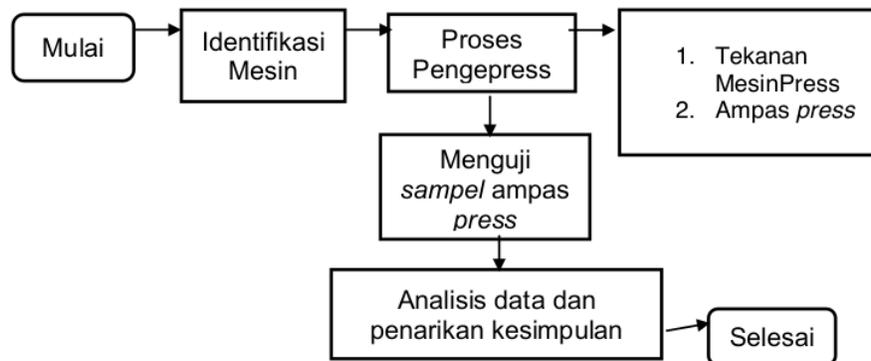 Mulai
Identifikasi
Mesin
Proses
Pengepress
1. Tekanan
MesinPress
2. Ampas press
Menguji
sampel ampas
press
Analisis data dan
penarikan kesimpulan
Selesai